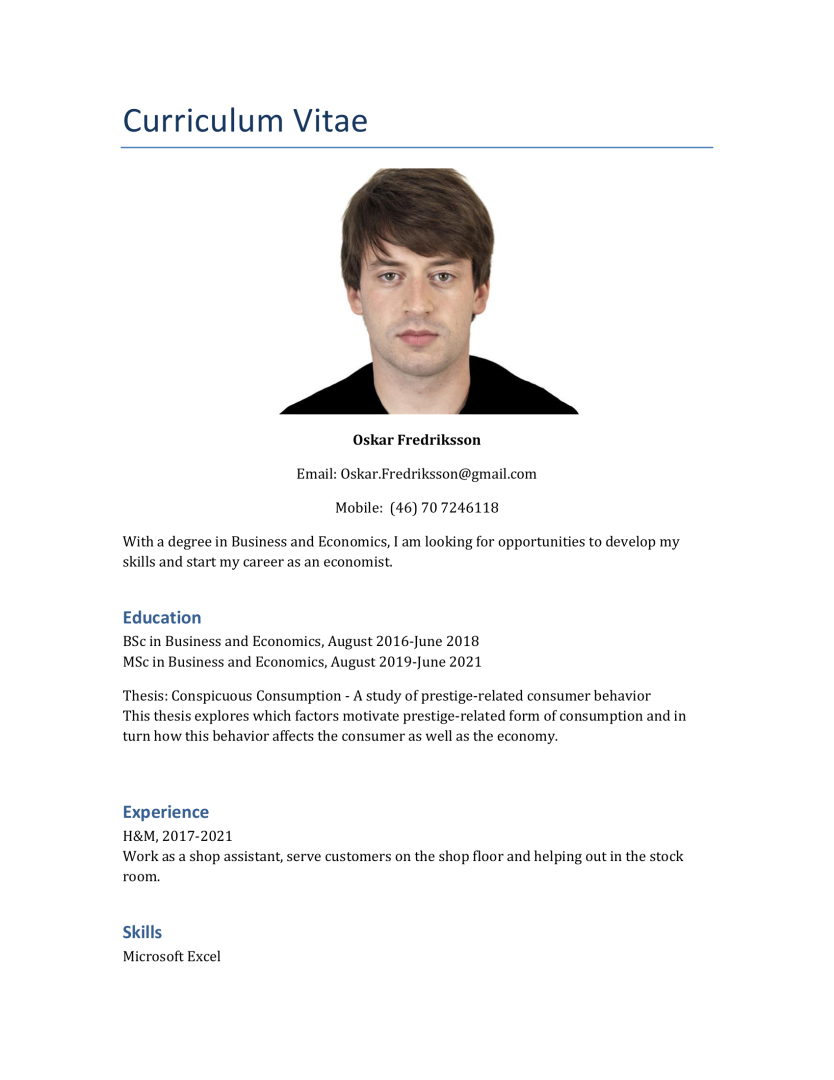 Curriculum Vitae
Oskar Fredriksson
Email: Oskar.Fredriksson@gmail.com
Mobile:  (46) 70 7246118
With a degree in Business and Economics, I am looking for opportunities to develop my
skills and start my career as an economist.
Education
BSc in Business and Economics, August 2016-June 2018
MSc in Business and Economics, August 2019-June 2021
Thesis: Conspicuous Consumption - A study of prestige-related consumer behavior
This thesis explores which factors motivate prestige-related form of consumption and in
turn how this behavior affects the consumer as well as the economy.
Experience
H&M, 2017-2021
Work as a shop assistant, serve customers on the shop floor and helping out in the stock
room.
Skills
Microsoft Excel